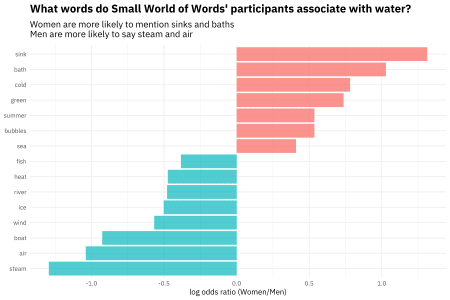 What words do Small World of Words' participants associate with water?
Women are more likely to mention sinks and baths
Men are more likely to say steam and air
sink
bath
cold
green
summer
bubbles
sea
fish
heat
river
ice
wind
boat
air
steam
-1.0 -0.5 0.0 0.5 1.0
log odds ratio (Women/Men)